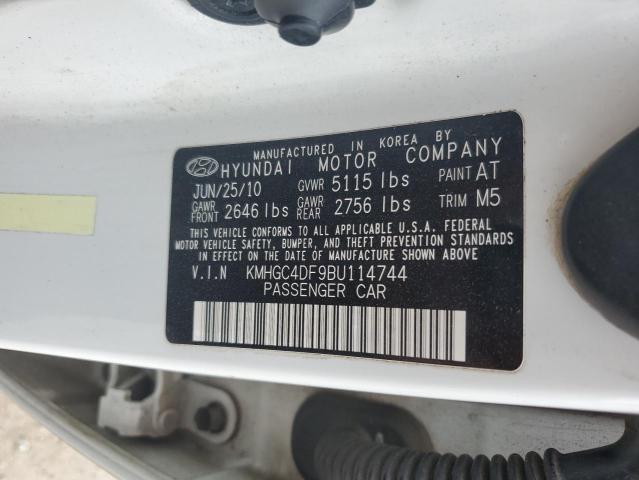 MANUFACTURED IN KOREA BY
HYUNDAI MOTOR COMPANY
JUN/25/10 GVWR 5115 lbs PAINT AT
GAWR FRONT 2646 lbs GAWR REAR 2756 lbs TRIM M5
THIS VEHICLE CONFORMS TO ALL APPLICABLE U.S.A. FEDERAL
MOTOR VEHICLE SAFETY, BUMPER, AND THEFT PREVENTION STANDARDS
IN EFFECT ON THE DATE OF MANUFACTURE SHOWN ABOVE.
V.I.N KMHGC4DF9BU114744
PASSENGER CAR